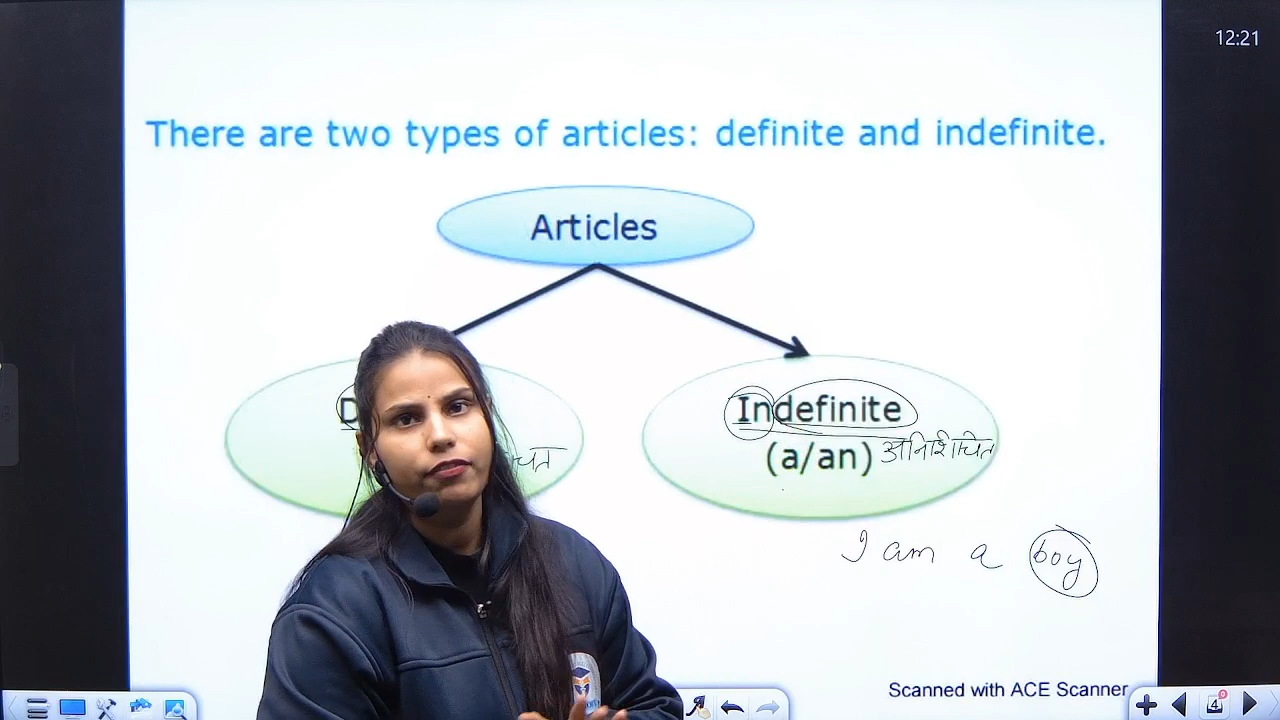 12:21
There are two types of articles: definite and indefinite.
Articles
D
Indefinite
चित
(a/an) अनिश्चित
I am a boy
Scanned with ACE Scanner
4